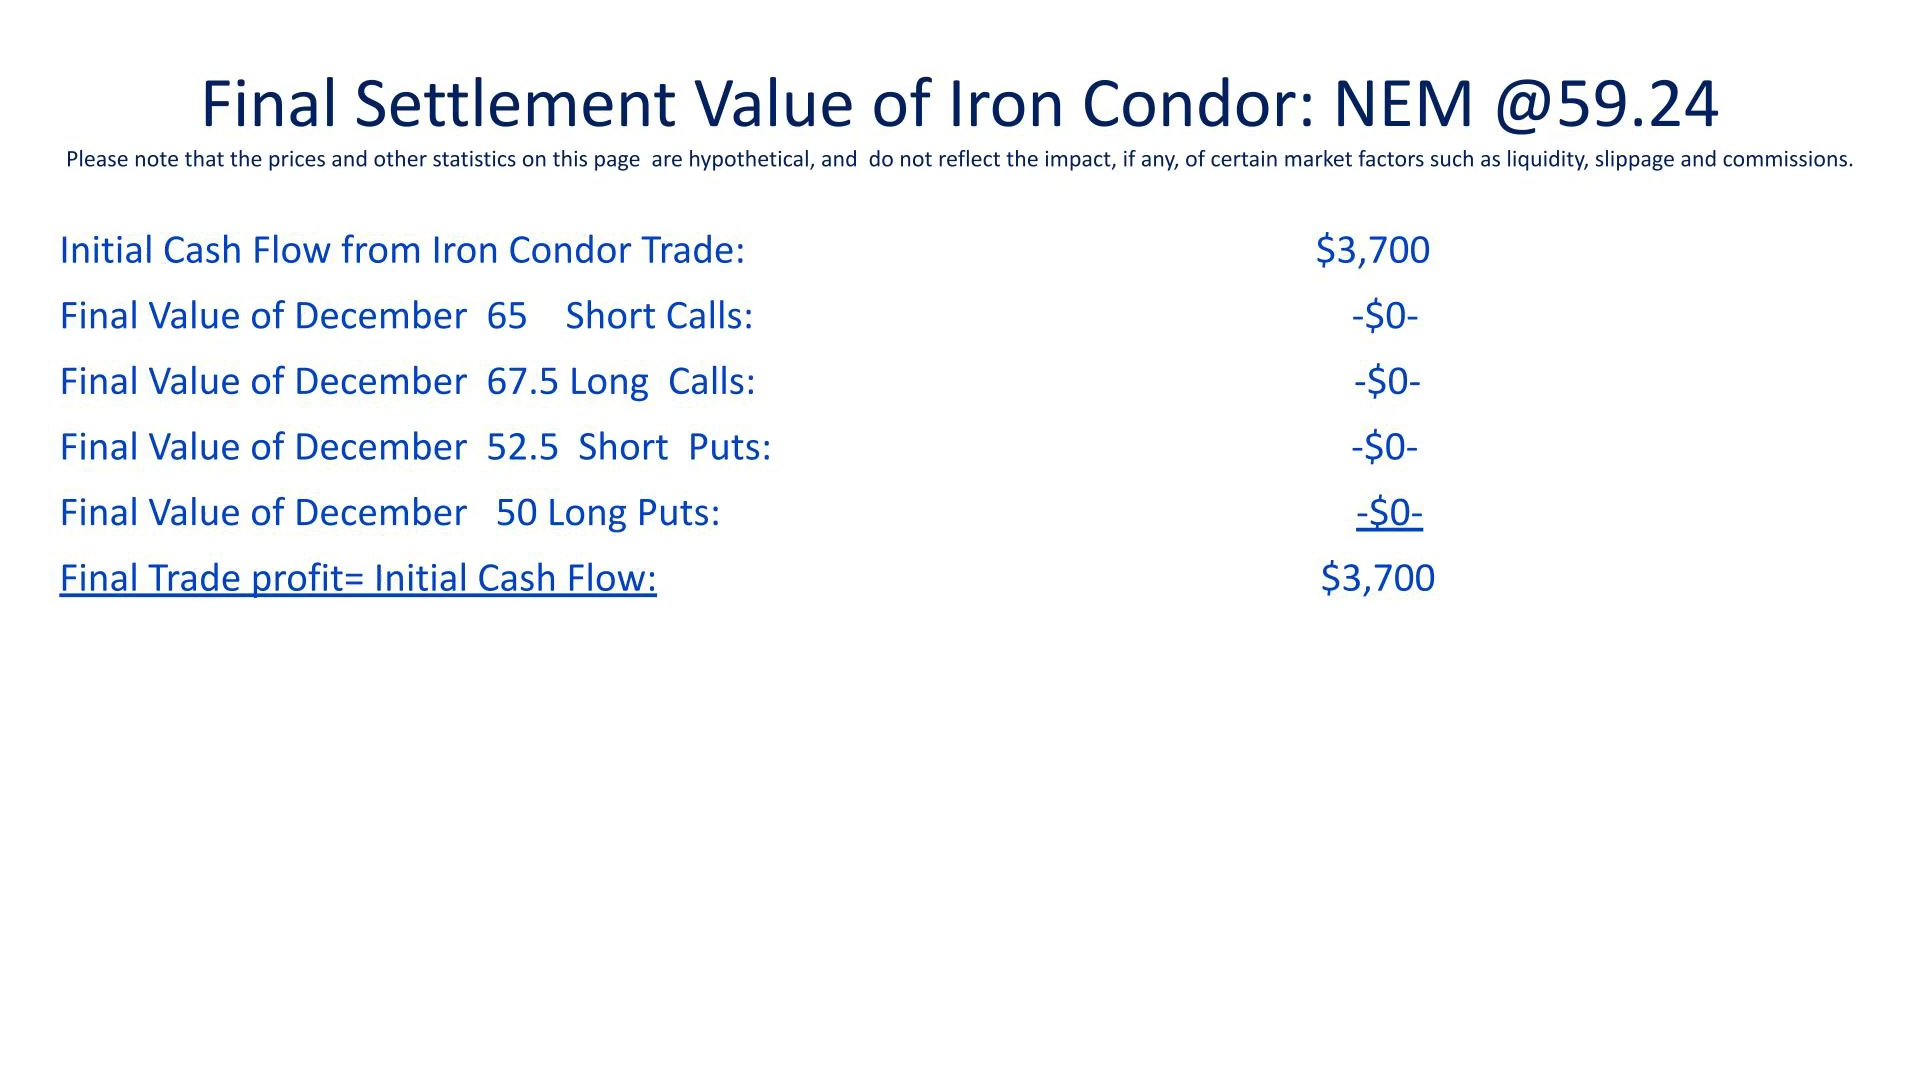 Final Settlement Value of Iron Condor: NEM @59.24
Please note that the prices and other statistics on this page are hypothetical, and do not reflect the impact, if any, of certain market factors such as liquidity, slippage and commissions.
Initial Cash Flow from Iron Condor Trade: $3,700
Final Value of December 65 Short Calls: -$0-
Final Value of December 67.5 Long Calls: -$0-
Final Value of December 52.5 Short Puts: -$0-
Final Value of December 50 Long Puts: -$0-
Final Trade profit= Initial Cash Flow: $3,700